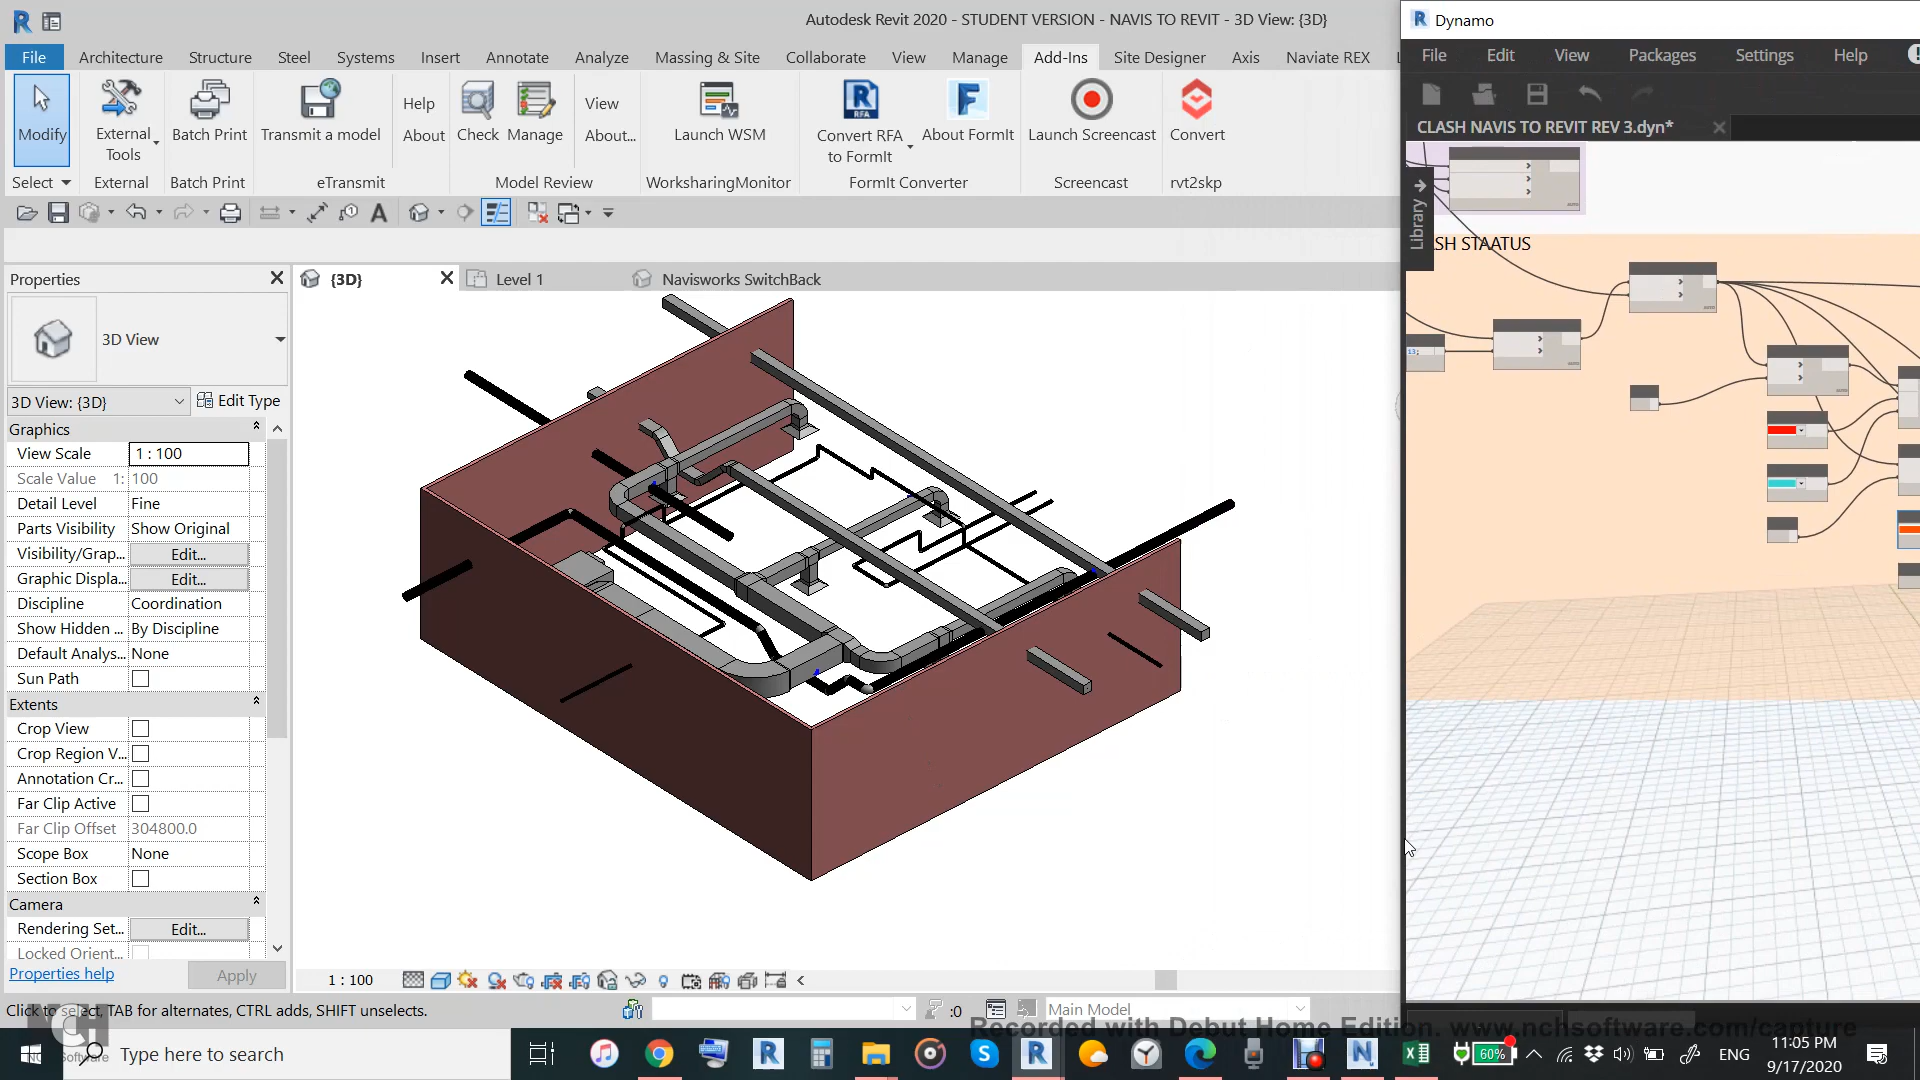 Autodesk Revit 2020 - STUDENT VERSION - NAVIS TO REVIT - 3D View: {3D}
Dynamo
File Architecture Structure Steel Systems Insert Annotate Analyze Massing & Site Collaborate View Manage Add-Ins Site Designer Axis Naviate REX
File Edit View Packages Settings Help
Modify
External Tools
Batch Print
Transmit a model
Help
About
Check
Manage
View
About...
Launch WSM
Convert RFA to FormIt
About FormIt
Launch Screencast
Convert
CLASH NAVIS TO REVIT REV 3.dyn*
Select
External
Batch Print
eTransmit
Model Review
WorksharingMonitor
FormIt Converter
Screencast
rvt2skp
Library
SH STAATUS
Properties
{3D}
Level 1
Navisworks SwitchBack
3D View
3D View: {3D}
Edit Type
Graphics
View Scale 1 : 100
Scale Value 1: 100
Detail Level Fine
Parts Visibility Show Original
Visibility/Grap... Edit...
Graphic Displa... Edit...
Discipline Coordination
Show Hidden ... By Discipline
Default Analys... None
Sun Path
Extents
Crop View
Crop Region V...
Annotation Cr...
Far Clip Active
Far Clip Offset 304800.0
Scope Box None
Section Box
Camera
Rendering Set... Edit...
Locked Orient...
Properties help
Apply
1 : 100
Click to select, TAB for alternates, CTRL adds, SHIFT unselects.
:0
Main Model
Recorded with Debut Home Edition. www.nchsoftware.com/capture
NCH
Software
Type here to search
60%
ENG
11:05 PM
9/17/2020